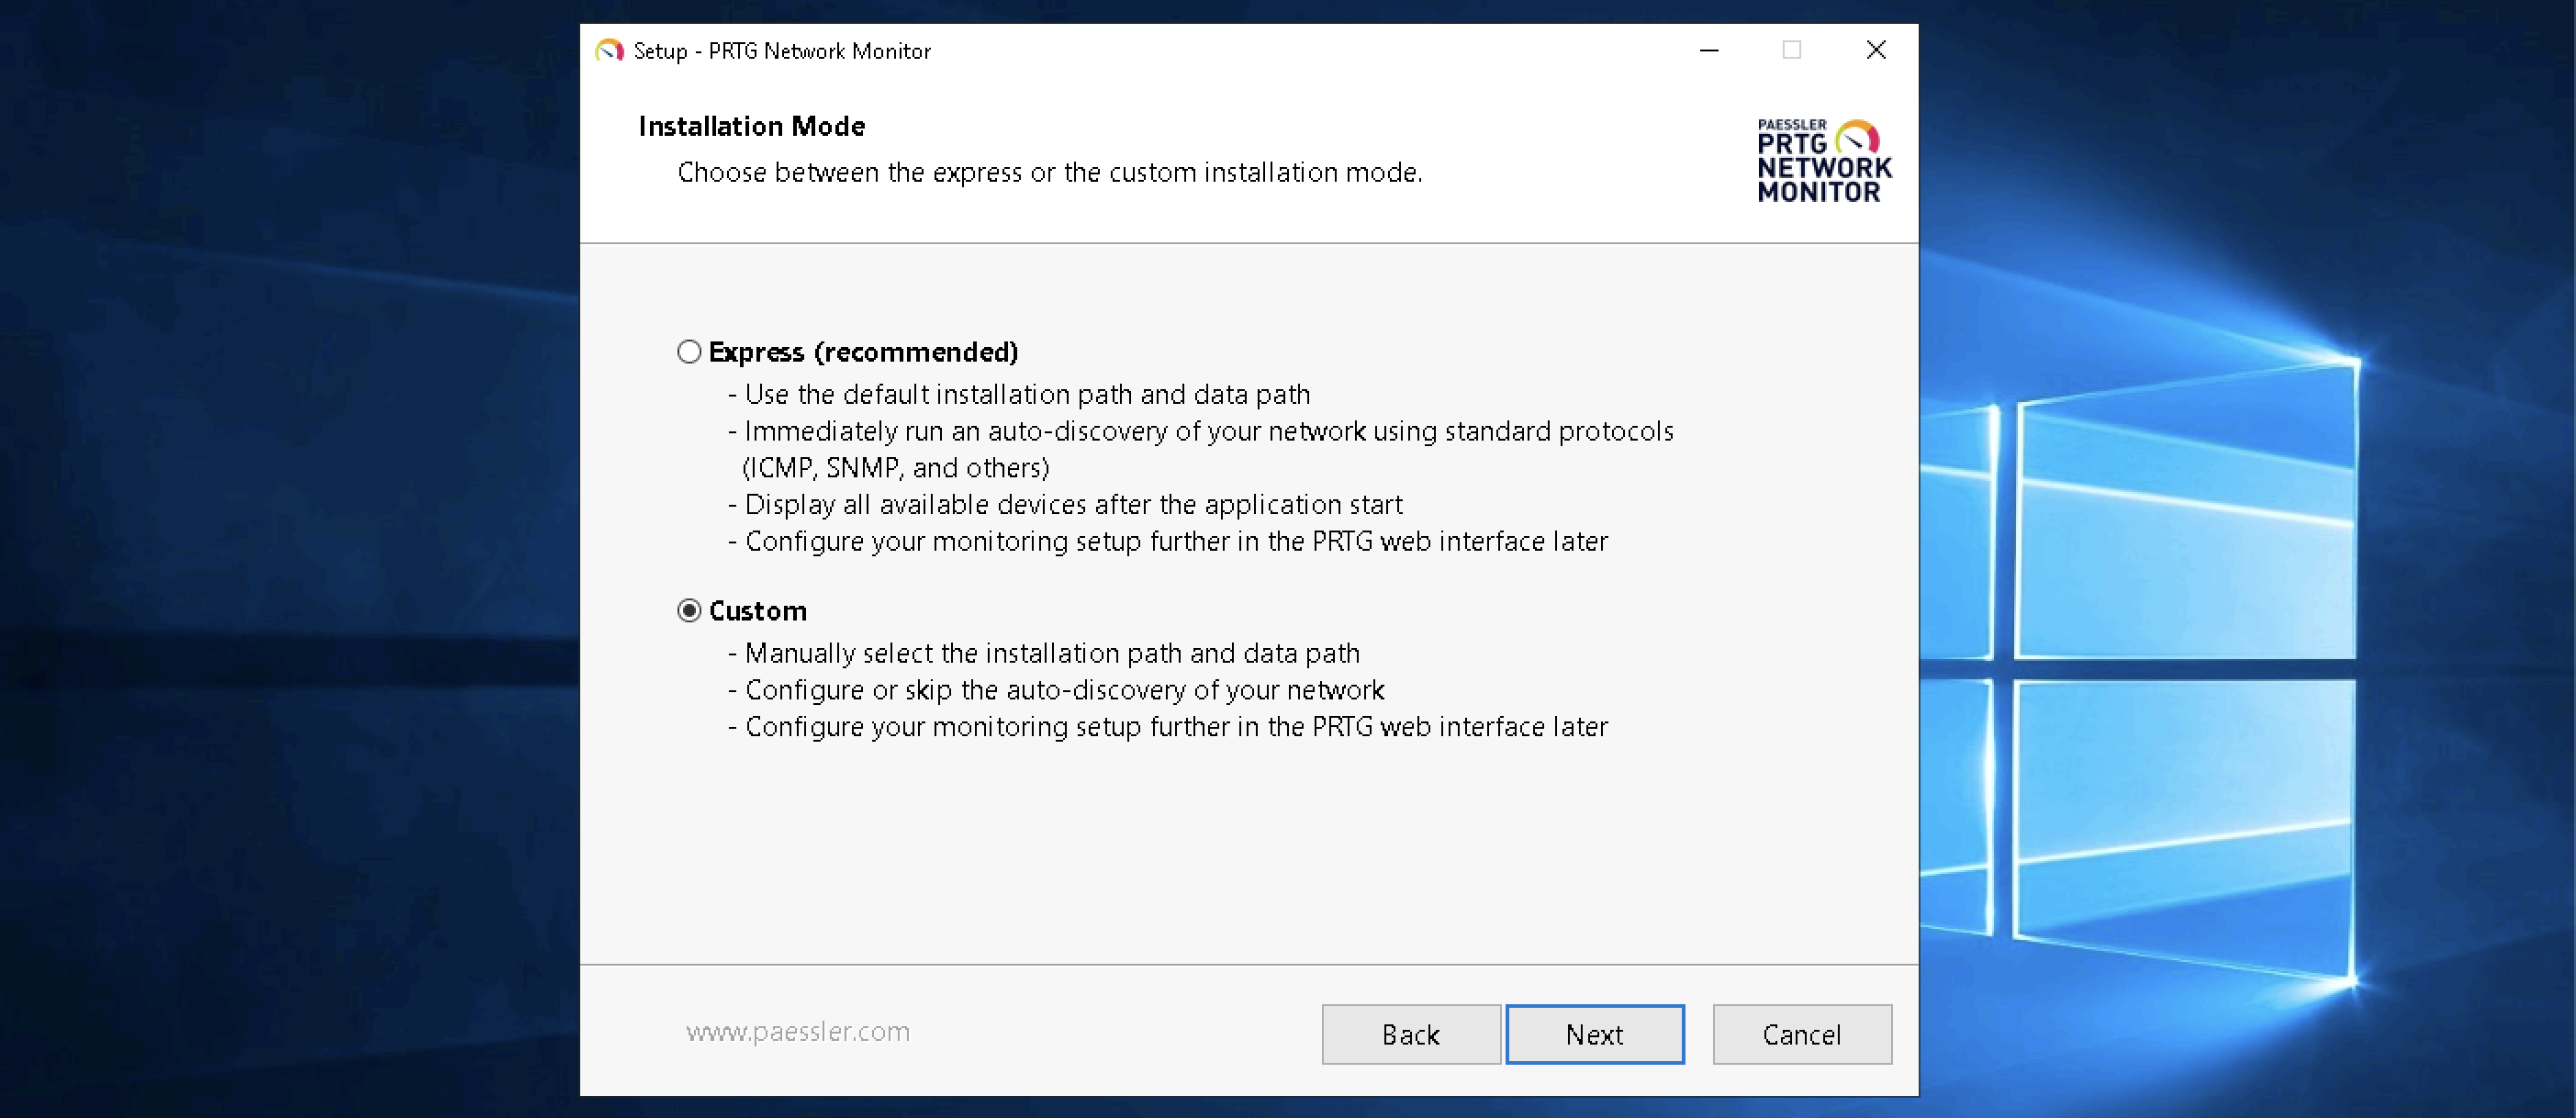 Setup - PRTG Network Monitor
Installation Mode
Choose between the express or the custom installation mode.
PAESSLER
PRTG
NETWORK
MONITOR
Express (recommended)
- Use the default installation path and data path
- Immediately run an auto-discovery of your network using standard protocols
(ICMP, SNMP, and others)
- Display all available devices after the application start
- Configure your monitoring setup further in the PRTG web interface later
Custom
- Manually select the installation path and data path
- Configure or skip the auto-discovery of your network
- Configure your monitoring setup further in the PRTG web interface later
www.paessler.com
Back
Next
Cancel